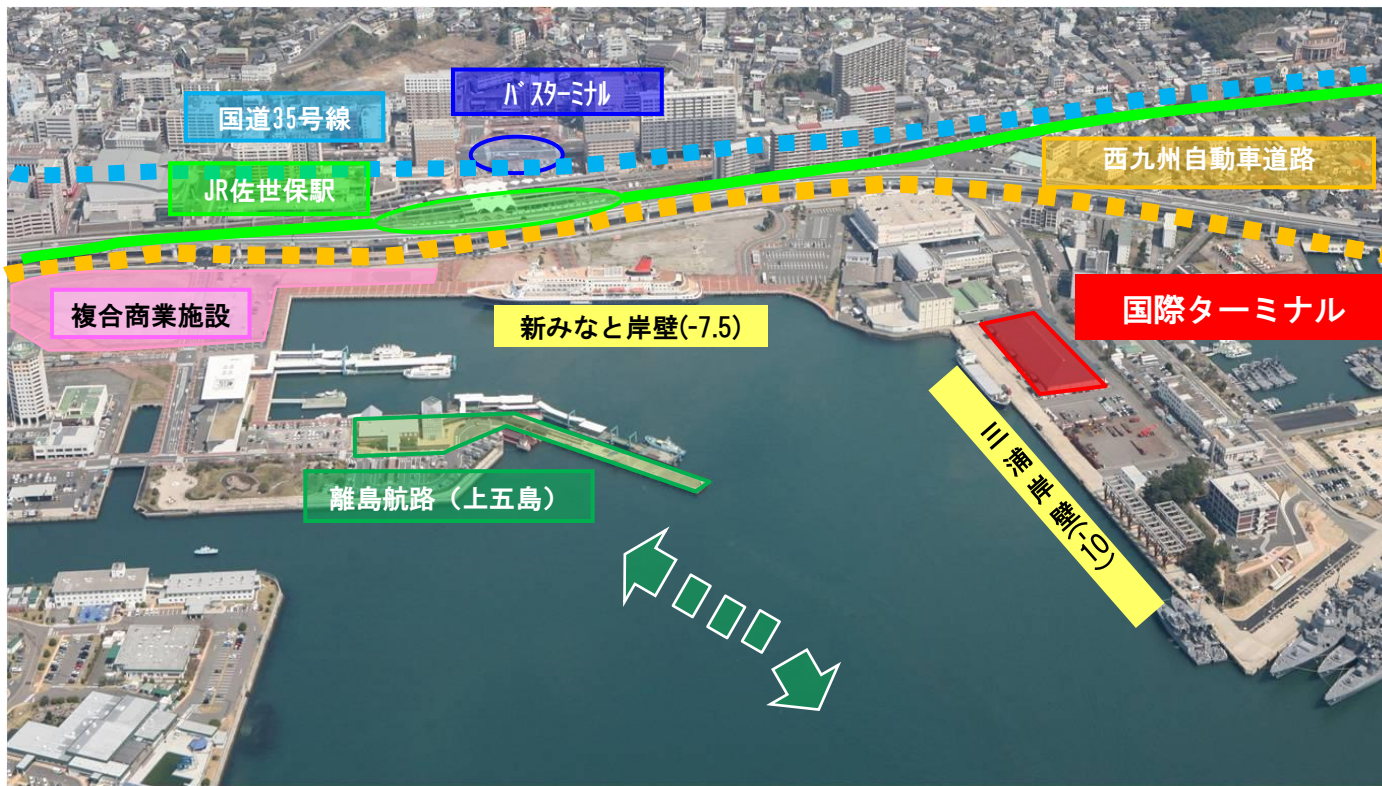 バスターミナル
国道35号線
西九州自動車道路
JR佐世保駅
国際ターミナル
複合商業施設
新みなと岸壁(-7.5)
三浦岸壁(-10)
離島航路（上五島）